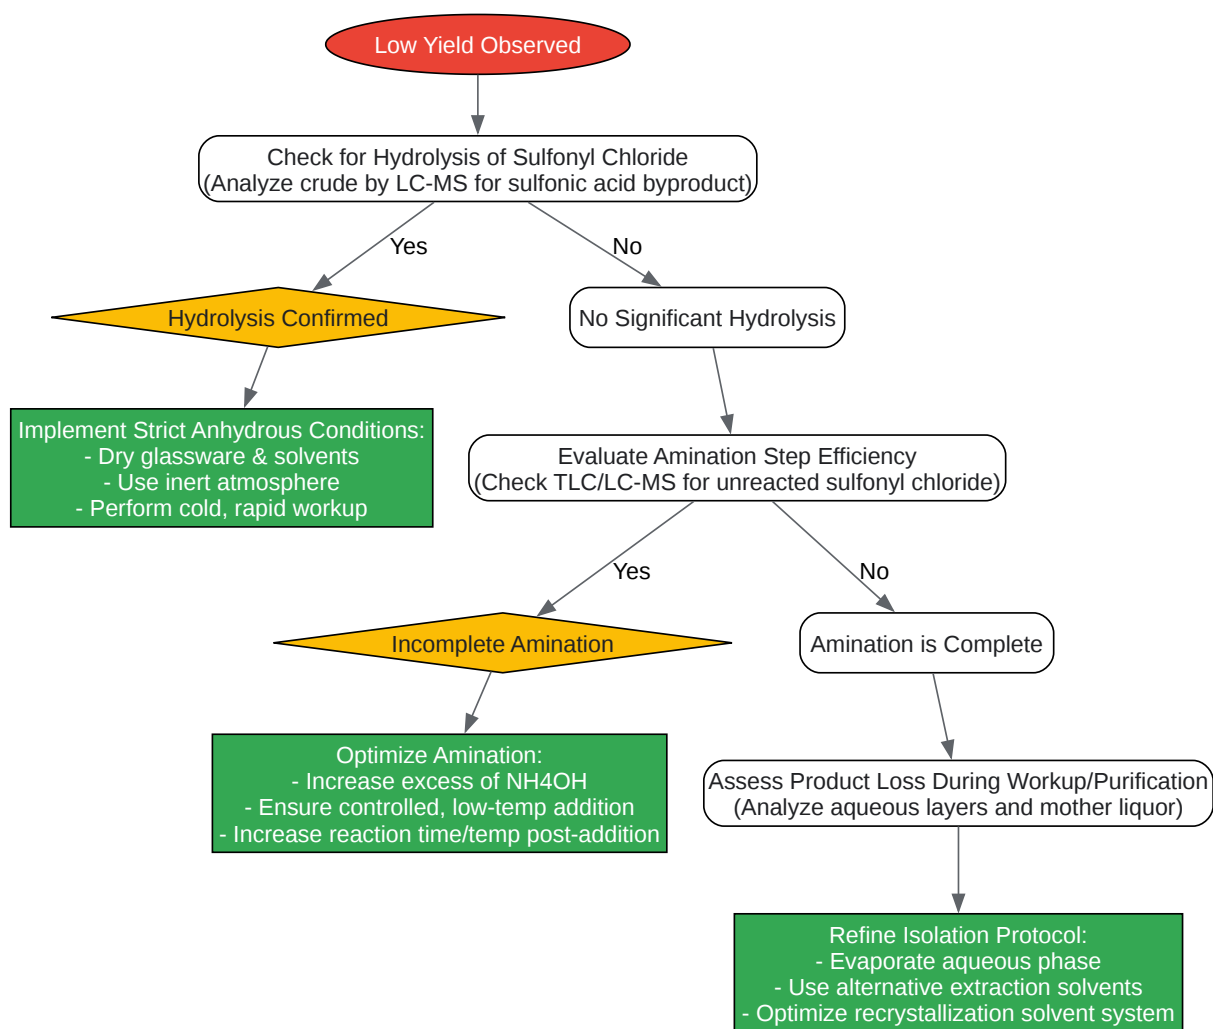 Low Yield Observed
Check for Hydrolysis of Sulfonyl Chloride
(Analyze crude by LC-MS for sulfonic acid byproduct)
Yes
No
Hydrolysis Confirmed
No Significant Hydrolysis
Implement Strict Anhydrous Conditions:
- Dry glassware & solvents
- Use inert atmosphere
- Perform cold, rapid workup
Evaluate Amination Step Efficiency
(Check TLC/LC-MS for unreacted sulfonyl chloride)
Yes
No
Incomplete Amination
Amination is Complete
Optimize Amination:
- Increase excess of NH4OH
- Ensure controlled, low-temp addition
- Increase reaction time/temp post-addition
Assess Product Loss During Workup/Purification
(Analyze aqueous layers and mother liquor)
Refine Isolation Protocol:
- Evaporate aqueous phase
- Use alternative extraction solvents
- Optimize recrystallization solvent system